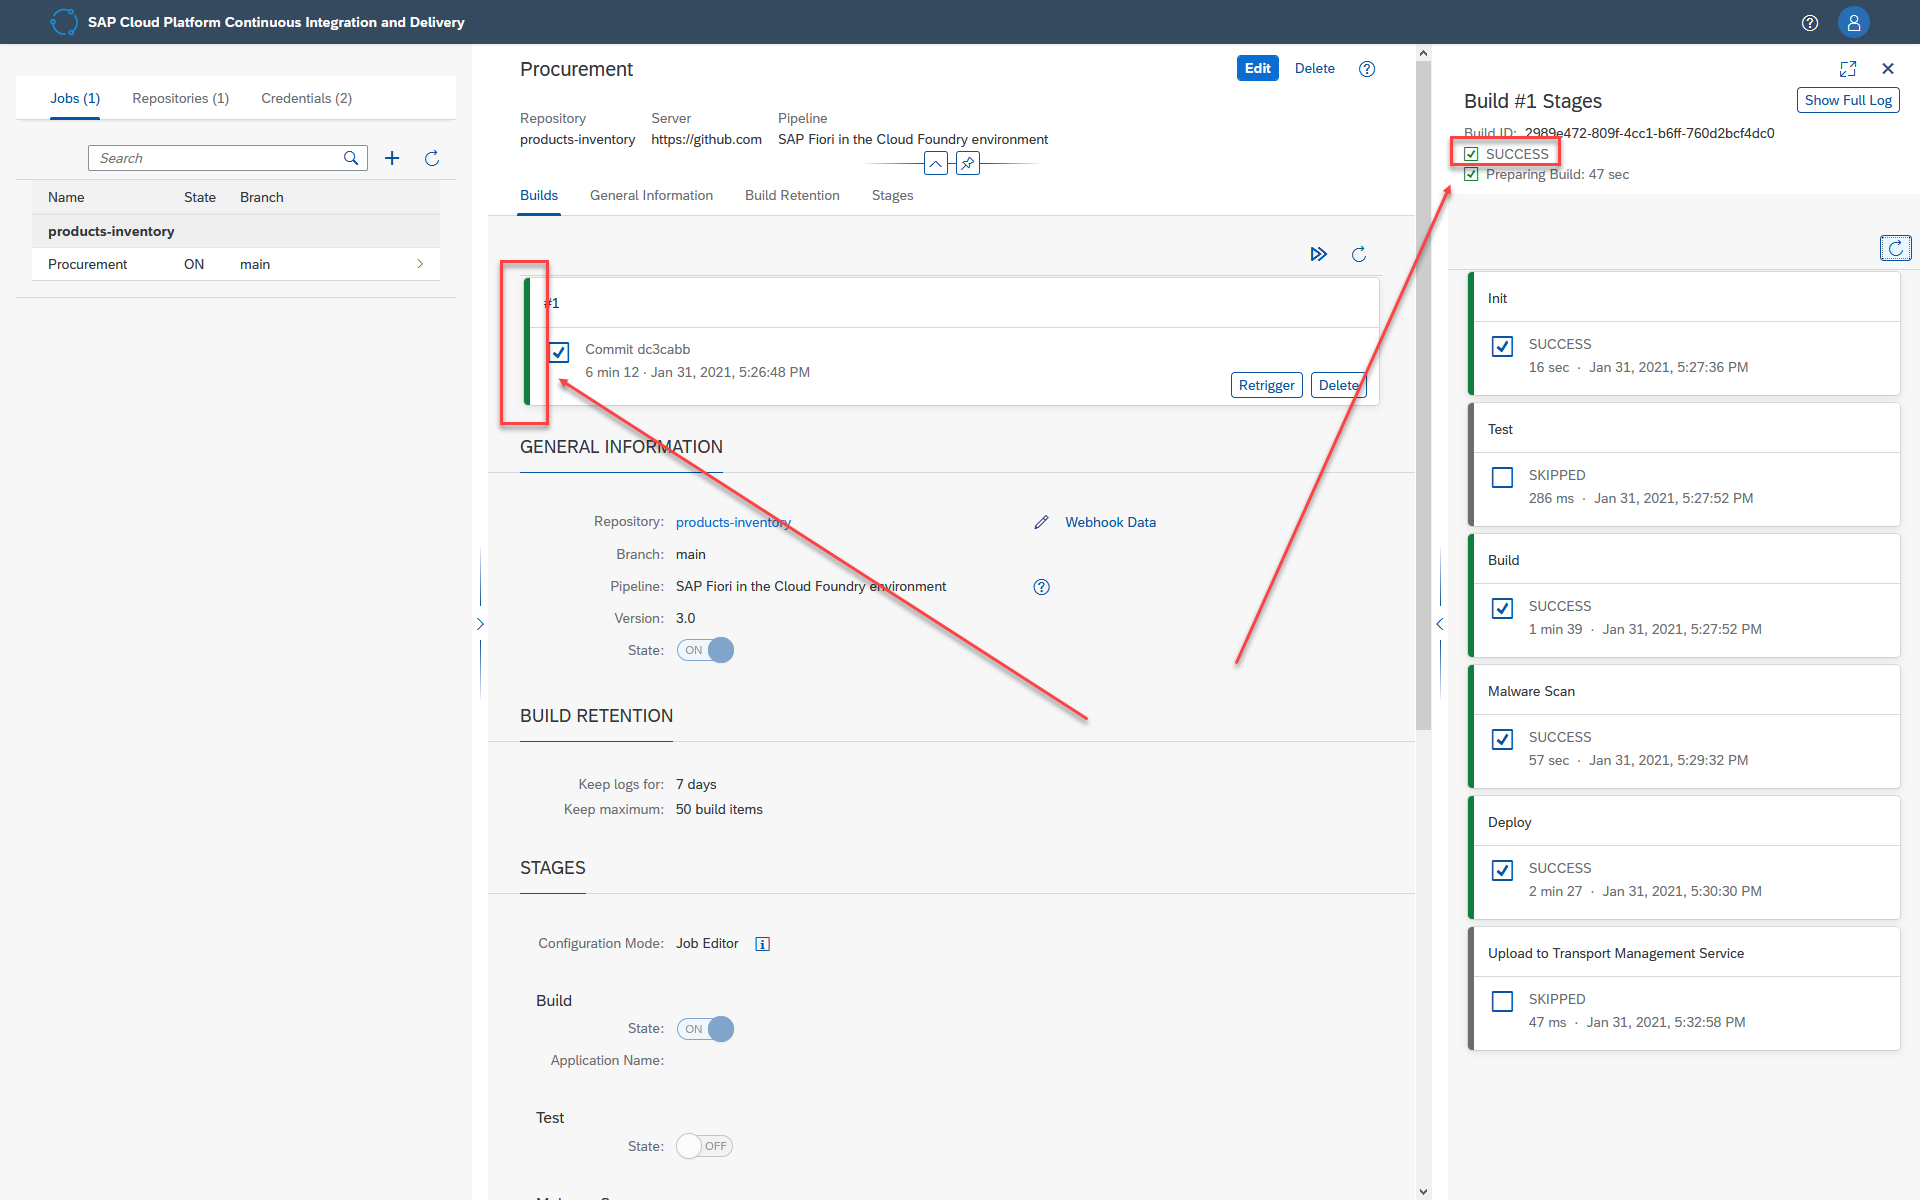 SAP Cloud Platform Continuous Integration and Delivery
Jobs (1)
Repositories (1)
Credentials (2)
Search
Name
State
Branch
products-inventory
Procurement
ON
main
Procurement
Edit
Delete
Repository
Server
Pipeline
products-inventory
https://github.com
SAP Fiori in the Cloud Foundry environment
Builds
General Information
Build Retention
Stages
#1
Commit dc3cabb
6 min 12 · Jan 31, 2021, 5:26:48 PM
Retrigger
Delete
GENERAL INFORMATION
Repository: products-inventory
Webhook Data
Branch: main
Pipeline: SAP Fiori in the Cloud Foundry environment
Version: 3.0
State: ON
BUILD RETENTION
Keep logs for: 7 days
Keep maximum: 50 build items
STAGES
Configuration Mode: Job Editor
Build
State: ON
Application Name:
Test
State: OFF
Build #1 Stages
Show Full Log
Build ID: 2989e472-809f-4cc1-b6ff-760d2bcf4dc0
SUCCESS
Preparing Build: 47 sec
Init
SUCCESS
16 sec · Jan 31, 2021, 5:27:36 PM
Test
SKIPPED
286 ms · Jan 31, 2021, 5:27:52 PM
Build
SUCCESS
1 min 39 · Jan 31, 2021, 5:27:52 PM
Malware Scan
SUCCESS
57 sec · Jan 31, 2021, 5:29:32 PM
Deploy
SUCCESS
2 min 27 · Jan 31, 2021, 5:30:30 PM
Upload to Transport Management Service
SKIPPED
47 ms · Jan 31, 2021, 5:32:58 PM